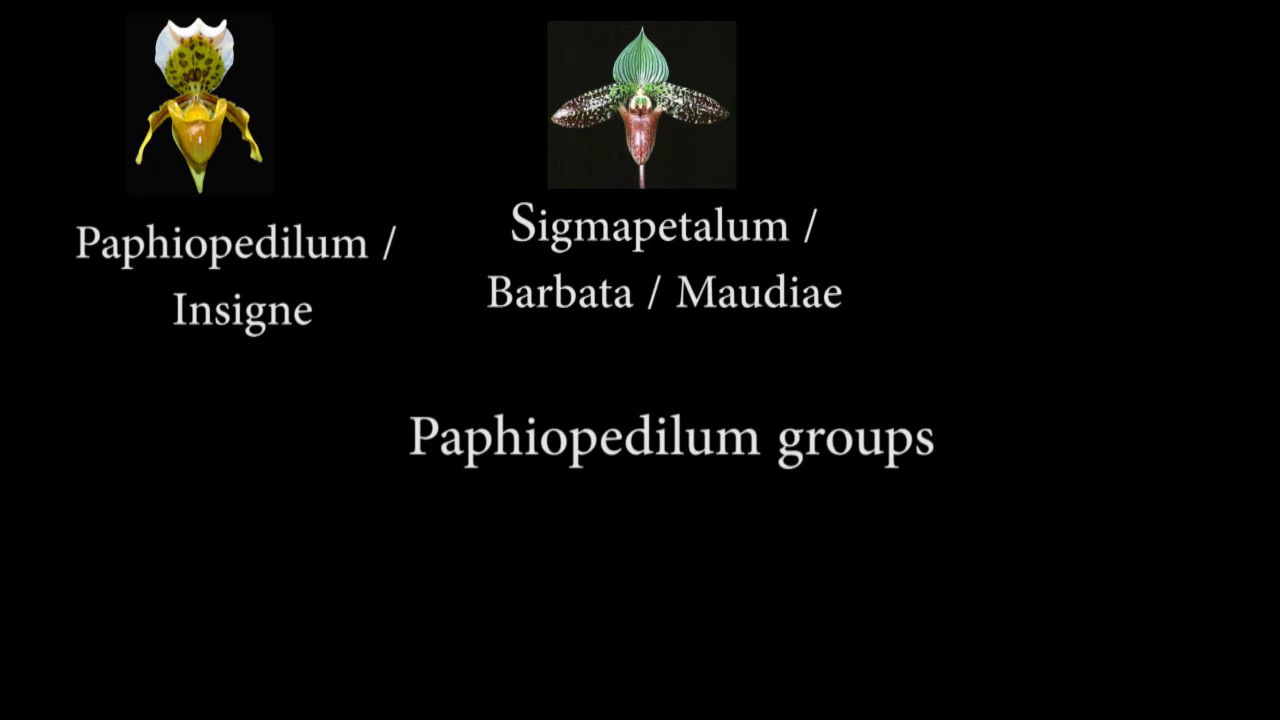 Paphiopedilum /
Insigne
Sigmapetalum /
Barbata / Maudiae
Paphiopedilum groups